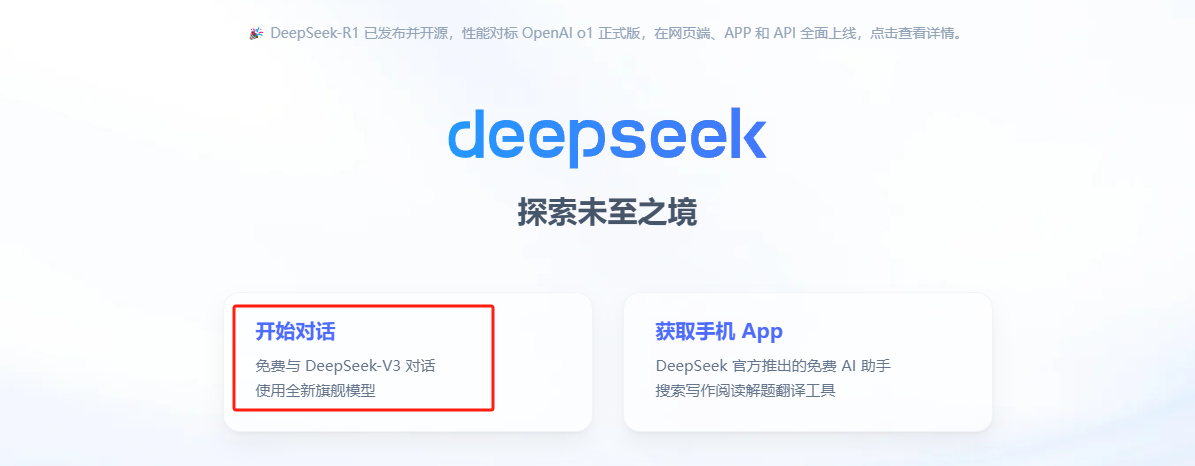 🎉 DeepSeek-R1 已发布并开源，性能对标 OpenAI o1 正式版，在网页端、APP 和 API 全面上线，点击查看详情。
deepseek
探索未至之境
开始对话
免费与 DeepSeek-V3 对话
使用全新旗舰模型
获取手机 App
DeepSeek 官方推出的免费 AI 助手
搜索写作阅读解题翻译工具